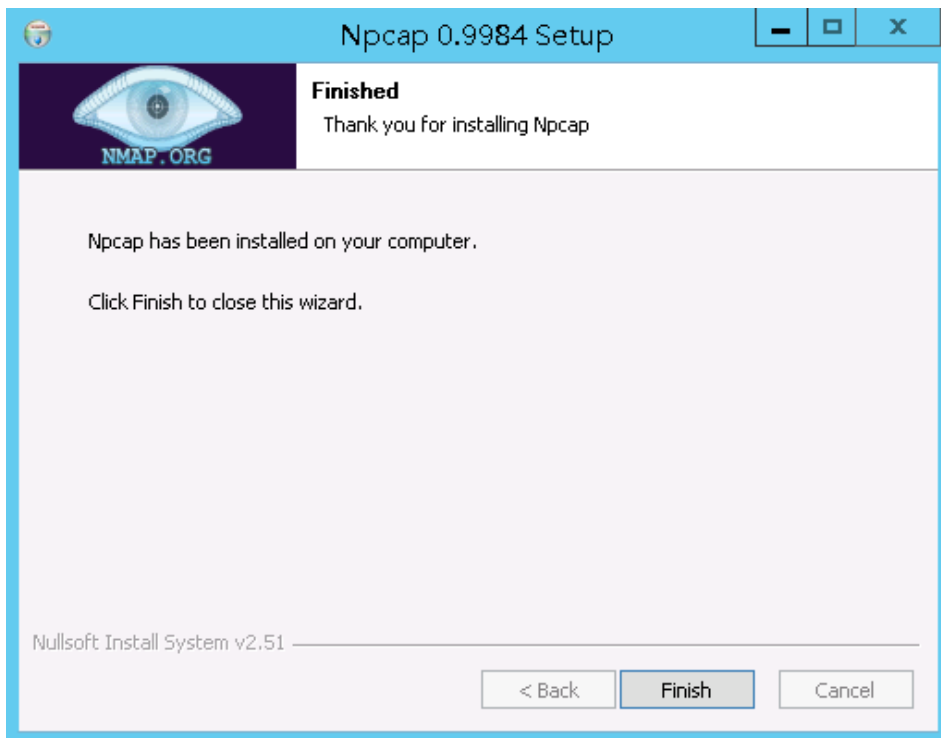 Npcap 0.9984 Setup
X
NMAP.ORG
Finished
Thank you for installing Npcap
Npcap has been installed on your computer.
Click Finish to close this wizard.
Nullsoft Install System v2.51
< Back
Finish
Cancel